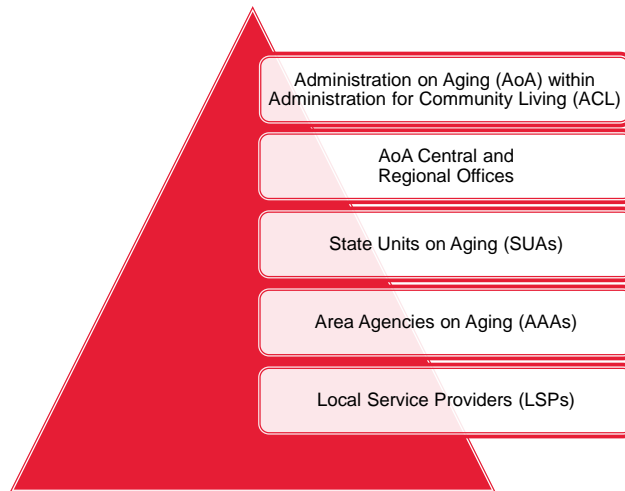 Administration on Aging (AoA) within
Administration for Community Living (ACL)
AoA Central and
Regional Offices
State Units on Aging (SUAs)
Area Agencies on Aging (AAAs)
Local Service Providers (LSPs)